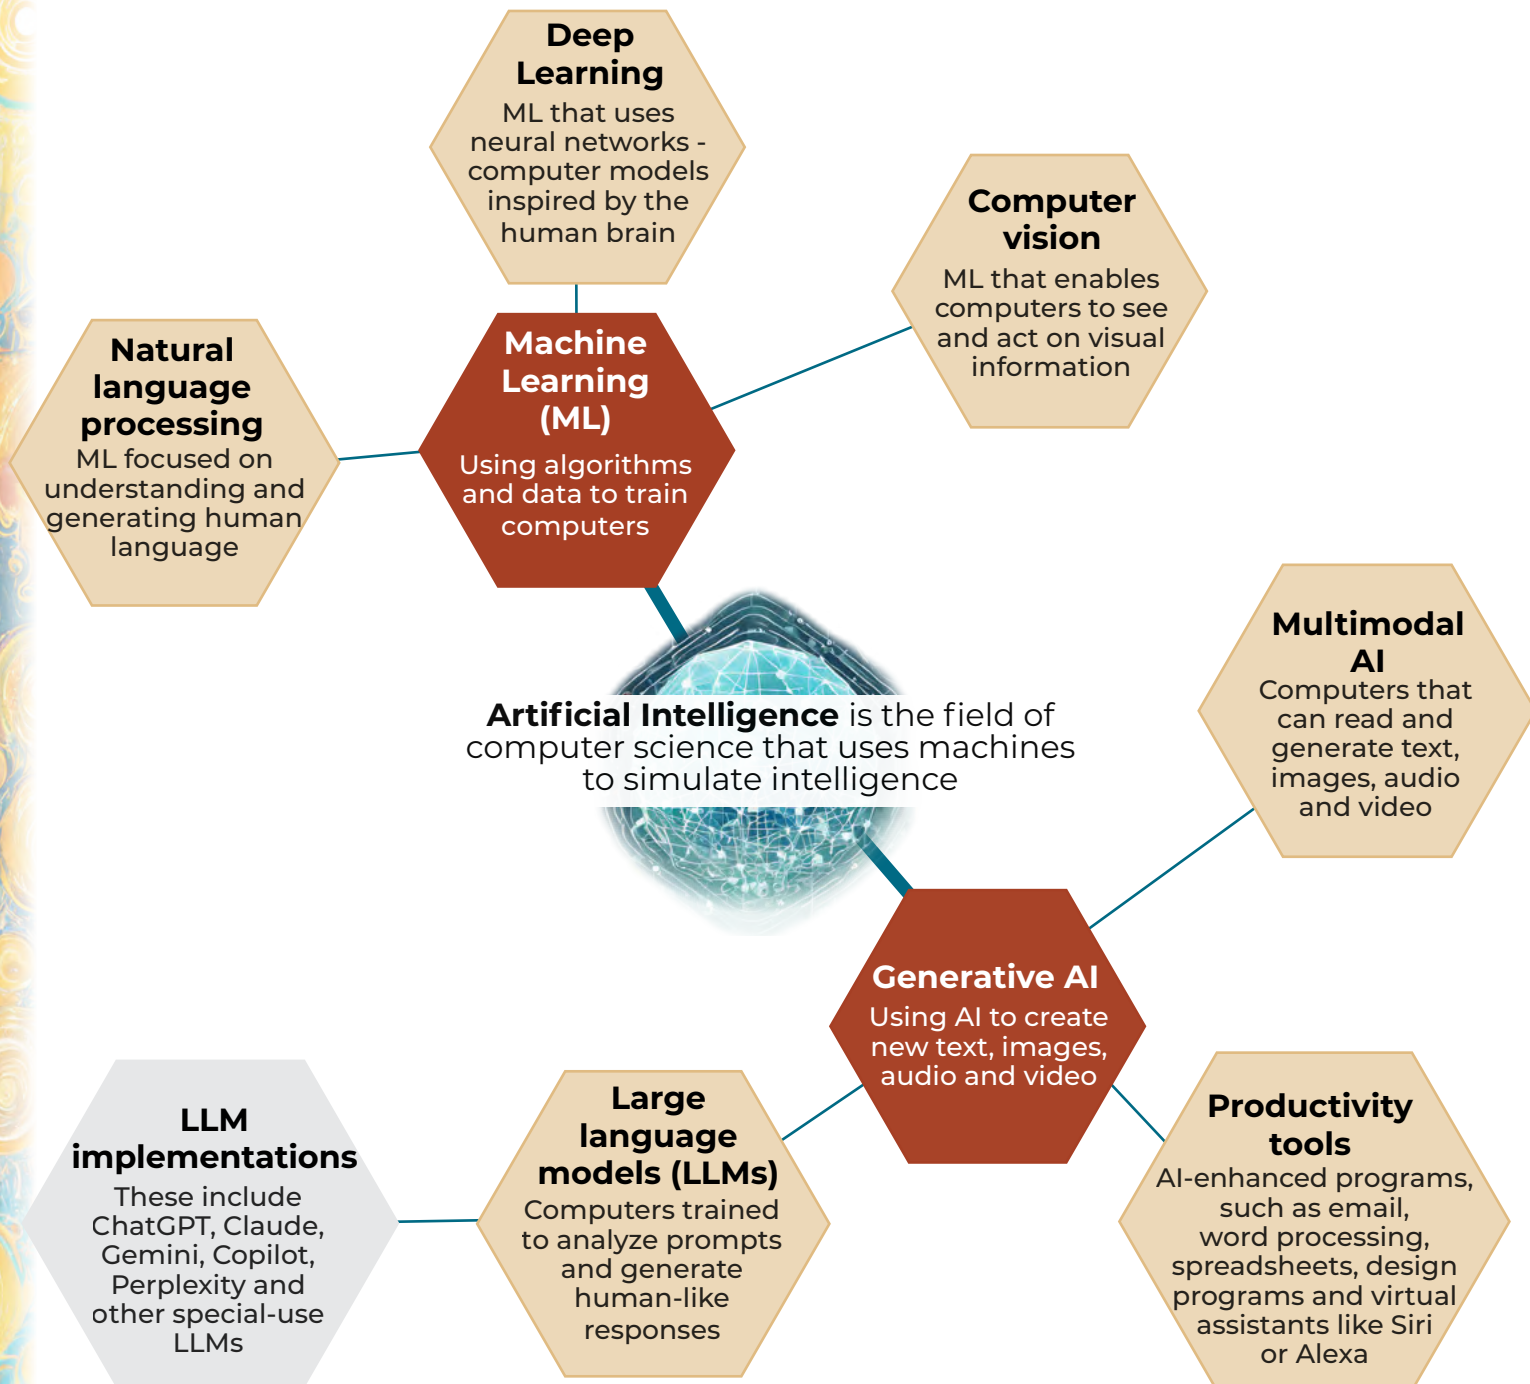 Deep
Learning
ML that uses
neural networks -
computer models
inspired by the
human brain
Computer
vision
ML that enables
computers to see
and act on visual
information
Natural
language
processing
ML focused on
understanding and
generating human
language
Machine
Learning
(ML)
Using algorithms
and data to train
computers
Artificial Intelligence is the field of
computer science that uses machines
to simulate intelligence
Multimodal
AI
Computers that
can read and
generate text,
images, audio
and video
Generative AI
Using AI to create
new text, images,
audio and video
LLM
implementations
These include
ChatGPT, Claude,
Gemini, Copilot,
Perplexity and
other special-use
LLMs
Large
language
models (LLMs)
Computers trained
to analyze prompts
and generate
human-like
responses
Productivity
tools
AI-enhanced programs,
such as email,
word processing,
spreadsheets, design
programs and virtual
assistants like Siri
or Alexa